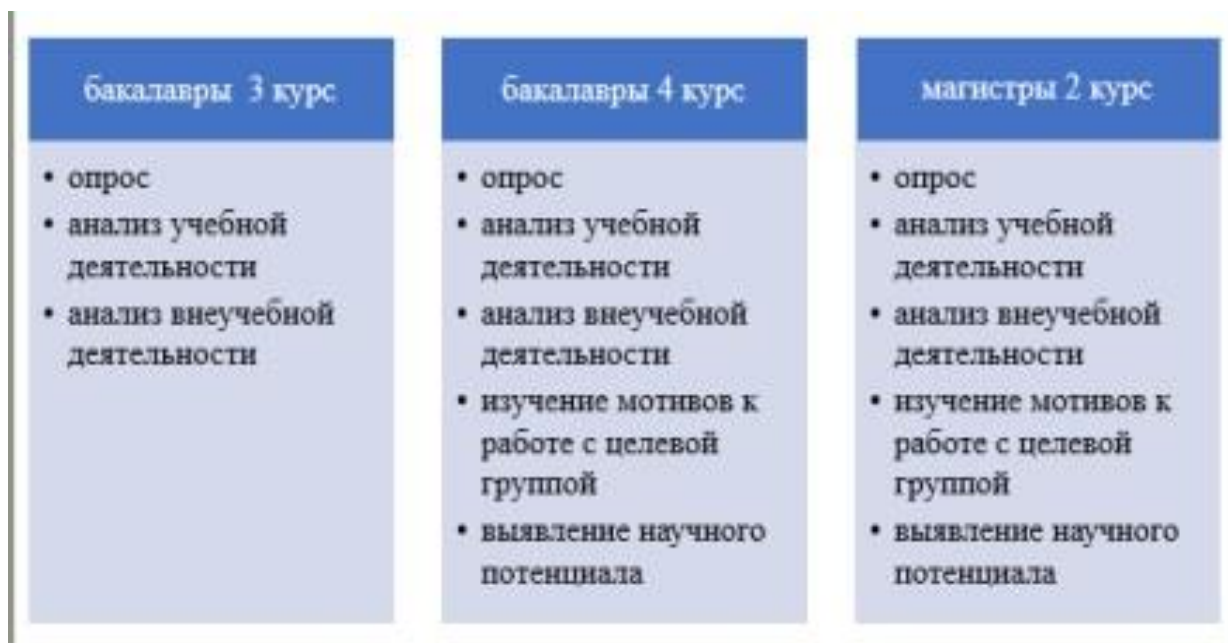 бакалавры 3 курс
• опрос
• анализ учебной
деятельности
• анализ внеучебной
деятельности
бакалавры 4 курс
• опрос
• анализ учебной
деятельности
• анализ внеучебной
деятельности
• изучение мотивов к
работе с целевой
группой
• выявление научного
потенциала
магистры 2 курс
• опрос
• анализ учебной
деятельности
• анализ внеучебной
деятельности
• изучение мотивов к
работе с целевой
группой
• выявление научного
потенциала